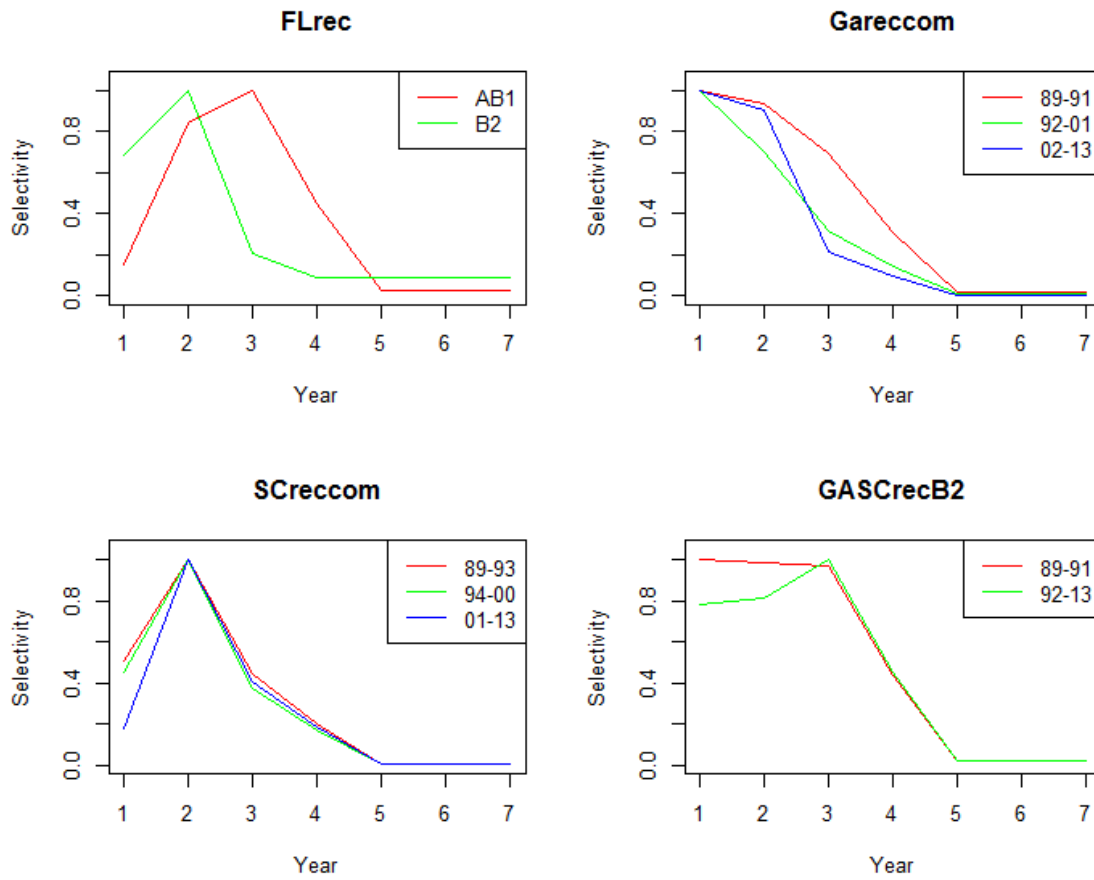 FLrec
Selectivity
0.0 0.4 0.8
AB1
B2
1 2 3 4 5 6 7
Year
Gareccom
Selectivity
0.0 0.4 0.8
89-91
92-01
02-13
1 2 3 4 5 6 7
Year
SCreccom
Selectivity
0.0 0.4 0.8
89-93
94-00
01-13
1 2 3 4 5 6 7
Year
GASCrecB2
Selectivity
0.0 0.4 0.8
89-91
92-13
1 2 3 4 5 6 7
Year